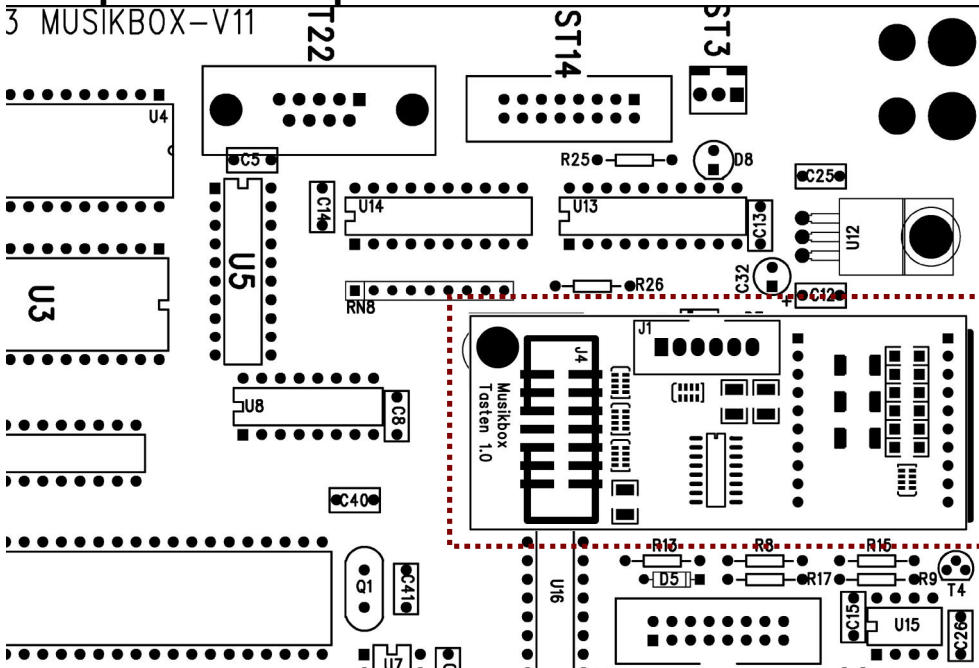 3 MUSIKBOX-V11
T22
ST14
ST3
U4
C5
R25
D8
C25
C14
U14
U13
C13
U12
U5
U3
C32
R26
+
C12
RN8
J1
J4
Musikbox
Tasten 1.0
U8
C8
C40
R13
R8
R15
D5
R17
R9
T4
Q1
C41
U16
C15
U15
C26
U7